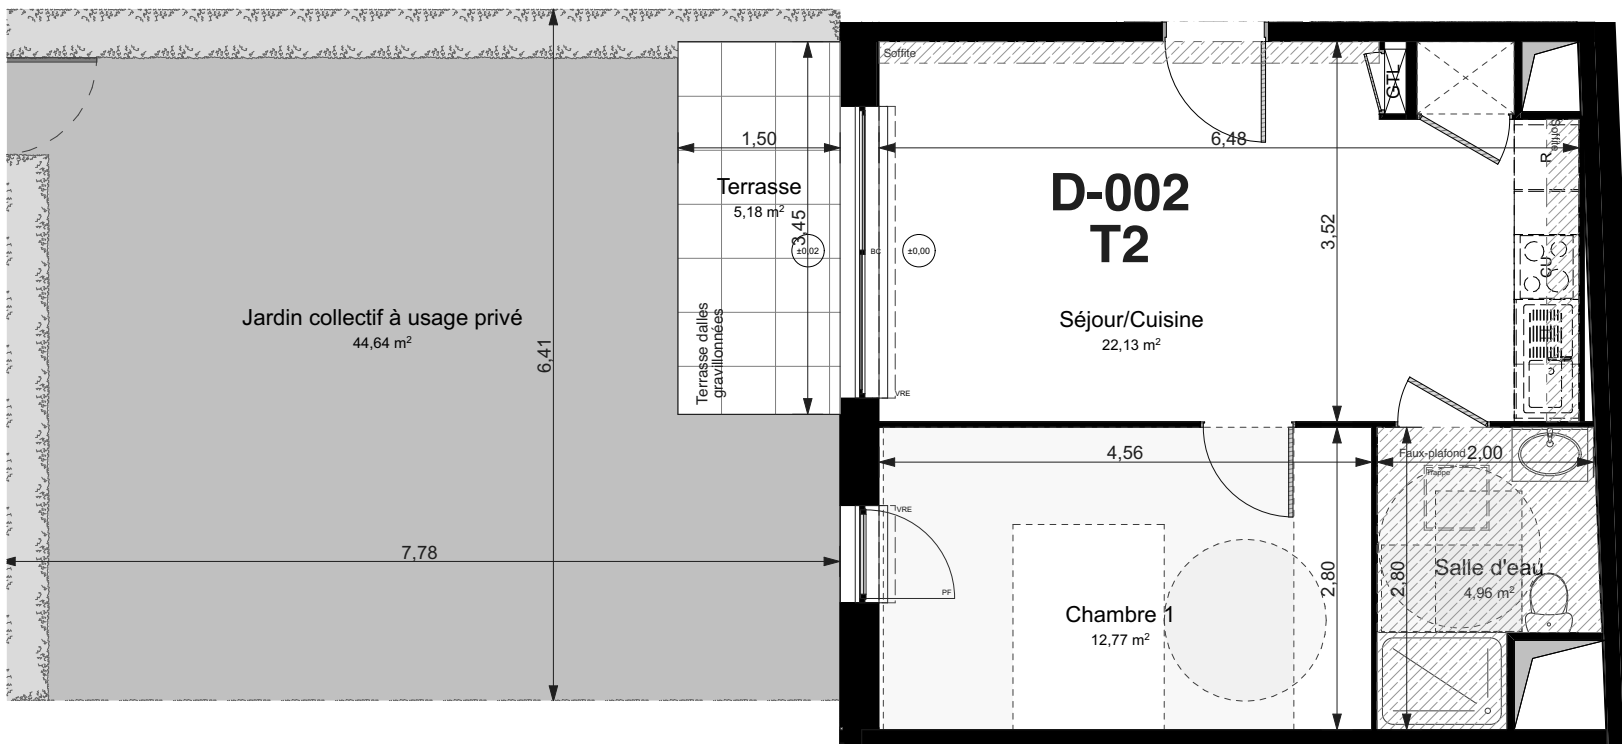 Soffite
GTL
1,50
6,48
Soffite
R
Terrasse
5,18 m²
3,45
D-002
T2
3,52
±0,02
BC
±0,00
CU
Jardin collectif à usage privé
44,64 m²
6,41
Terrasse dalles
gravillonnées
Séjour/Cuisine
22,13 m²
VRE
4,56
Faux-plafond
2,00
Trappe
VRE
7,78
PF
Chambre 1
12,77 m²
2,80
2,80
Salle d'eau
4,96 m²